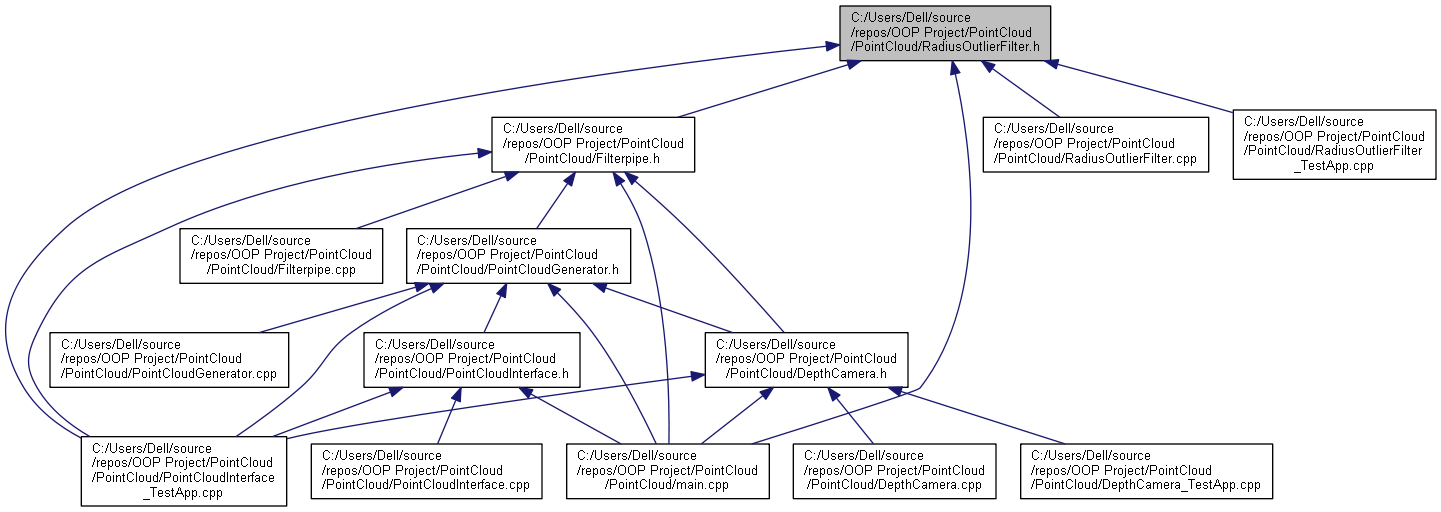 C:/Users/Dell/source
/repos/OOP Project/PointCloud
/PointCloud/RadiusOutlierFilter.h
C:/Users/Dell/source
/repos/OOP Project/PointCloud
/PointCloud/Filterpipe.h
C:/Users/Dell/source
/repos/OOP Project/PointCloud
/PointCloud/RadiusOutlierFilter.cpp
C:/Users/Dell/source
/repos/OOP Project/PointCloud
/PointCloud/RadiusOutlierFilter
_TestApp.cpp
C:/Users/Dell/source
/repos/OOP Project/PointCloud
/PointCloud/Filterpipe.cpp
C:/Users/Dell/source
/repos/OOP Project/PointCloud
/PointCloud/PointCloudGenerator.h
C:/Users/Dell/source
/repos/OOP Project/PointCloud
/PointCloud/PointCloudGenerator.cpp
C:/Users/Dell/source
/repos/OOP Project/PointCloud
/PointCloud/PointCloudInterface.h
C:/Users/Dell/source
/repos/OOP Project/PointCloud
/PointCloud/DepthCamera.h
C:/Users/Dell/source
/repos/OOP Project/PointCloud
/PointCloud/PointCloudInterface
_TestApp.cpp
C:/Users/Dell/source
/repos/OOP Project/PointCloud
/PointCloud/PointCloudInterface.cpp
C:/Users/Dell/source
/repos/OOP Project/PointCloud
/PointCloud/main.cpp
C:/Users/Dell/source
/repos/OOP Project/PointCloud
/PointCloud/DepthCamera.cpp
C:/Users/Dell/source
/repos/OOP Project/PointCloud
/PointCloud/DepthCamera_TestApp.cpp